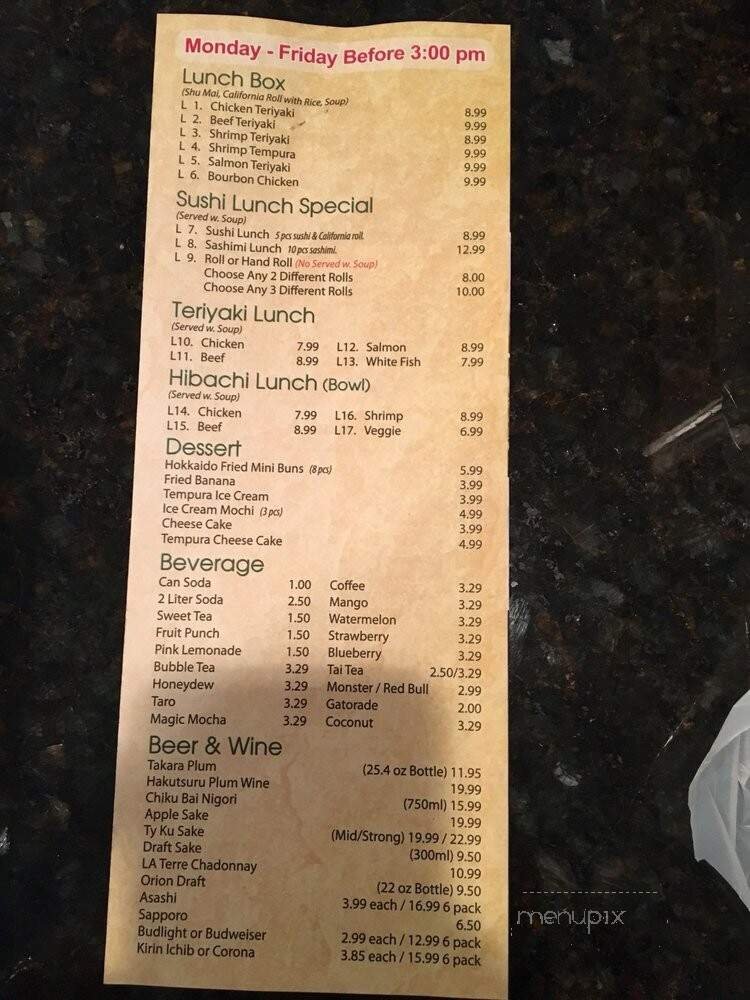 Monday - Friday Before 3:00 pm
Lunch Box
(Shu Mai, California Roll with Rice, Soup)
L 1. Chicken Teriyaki 8.99
L 2. Beef Teriyaki 9.99
L 3. Shrimp Teriyaki 8.99
L 4. Shrimp Tempura 9.99
L 5. Salmon Teriyaki 9.99
L 6. Bourbon Chicken 9.99
Sushi Lunch Special
(Served w. Soup)
L 7. Sushi Lunch 5 pcs sushi & California roll. 8.99
L 8. Sashimi Lunch 10 pcs sashimi. 12.99
L 9. Roll or Hand Roll (No Served w. Soup)
Choose Any 2 Different Rolls 8.00
Choose Any 3 Different Rolls 10.00
Teriyaki Lunch
(Served w. Soup)
L10. Chicken 7.99 L12. Salmon 8.99
L11. Beef 8.99 L13. White Fish 7.99
Hibachi Lunch (Bowl)
(Served w. Soup)
L14. Chicken 7.99 L16. Shrimp 8.99
L15. Beef 8.99 L17. Veggie 6.99
Dessert
Hokkaido Fried Mini Buns (8 pcs) 5.99
Fried Banana 3.99
Tempura Ice Cream 3.99
Ice Cream Mochi (3 pcs) 4.99
Cheese Cake 3.99
Tempura Cheese Cake 4.99
Beverage
Can Soda 1.00 Coffee 3.29
2 Liter Soda 2.50 Mango 3.29
Sweet Tea 1.50 Watermelon 3.29
Fruit Punch 1.50 Strawberry 3.29
Pink Lemonade 1.50 Blueberry 3.29
Bubble Tea 3.29 Tai Tea 2.50/3.29
Honeydew 3.29 Monster / Red Bull 2.99
Taro 3.29 Gatorade 2.00
Magic Mocha 3.29 Coconut 3.29
Beer & Wine
Takara Plum (25.4 oz Bottle) 11.95
Hakutsuru Plum Wine 19.99
Chiku Bai Nigori (750ml) 15.99
Apple Sake 19.99
Ty Ku Sake (Mid/Strong) 19.99 / 22.99
Draft Sake (300ml) 9.50
LA Terre Chadonnay 10.99
Orion Draft (22 oz Bottle) 9.50
Asashi 3.99 each / 16.99 6 pack
Sapporo 6.50
Budlight or Budweiser 2.99 each / 12.99 6 pack
Kirin Ichib or Corona 3.85 each / 15.99 6 pack
menupix